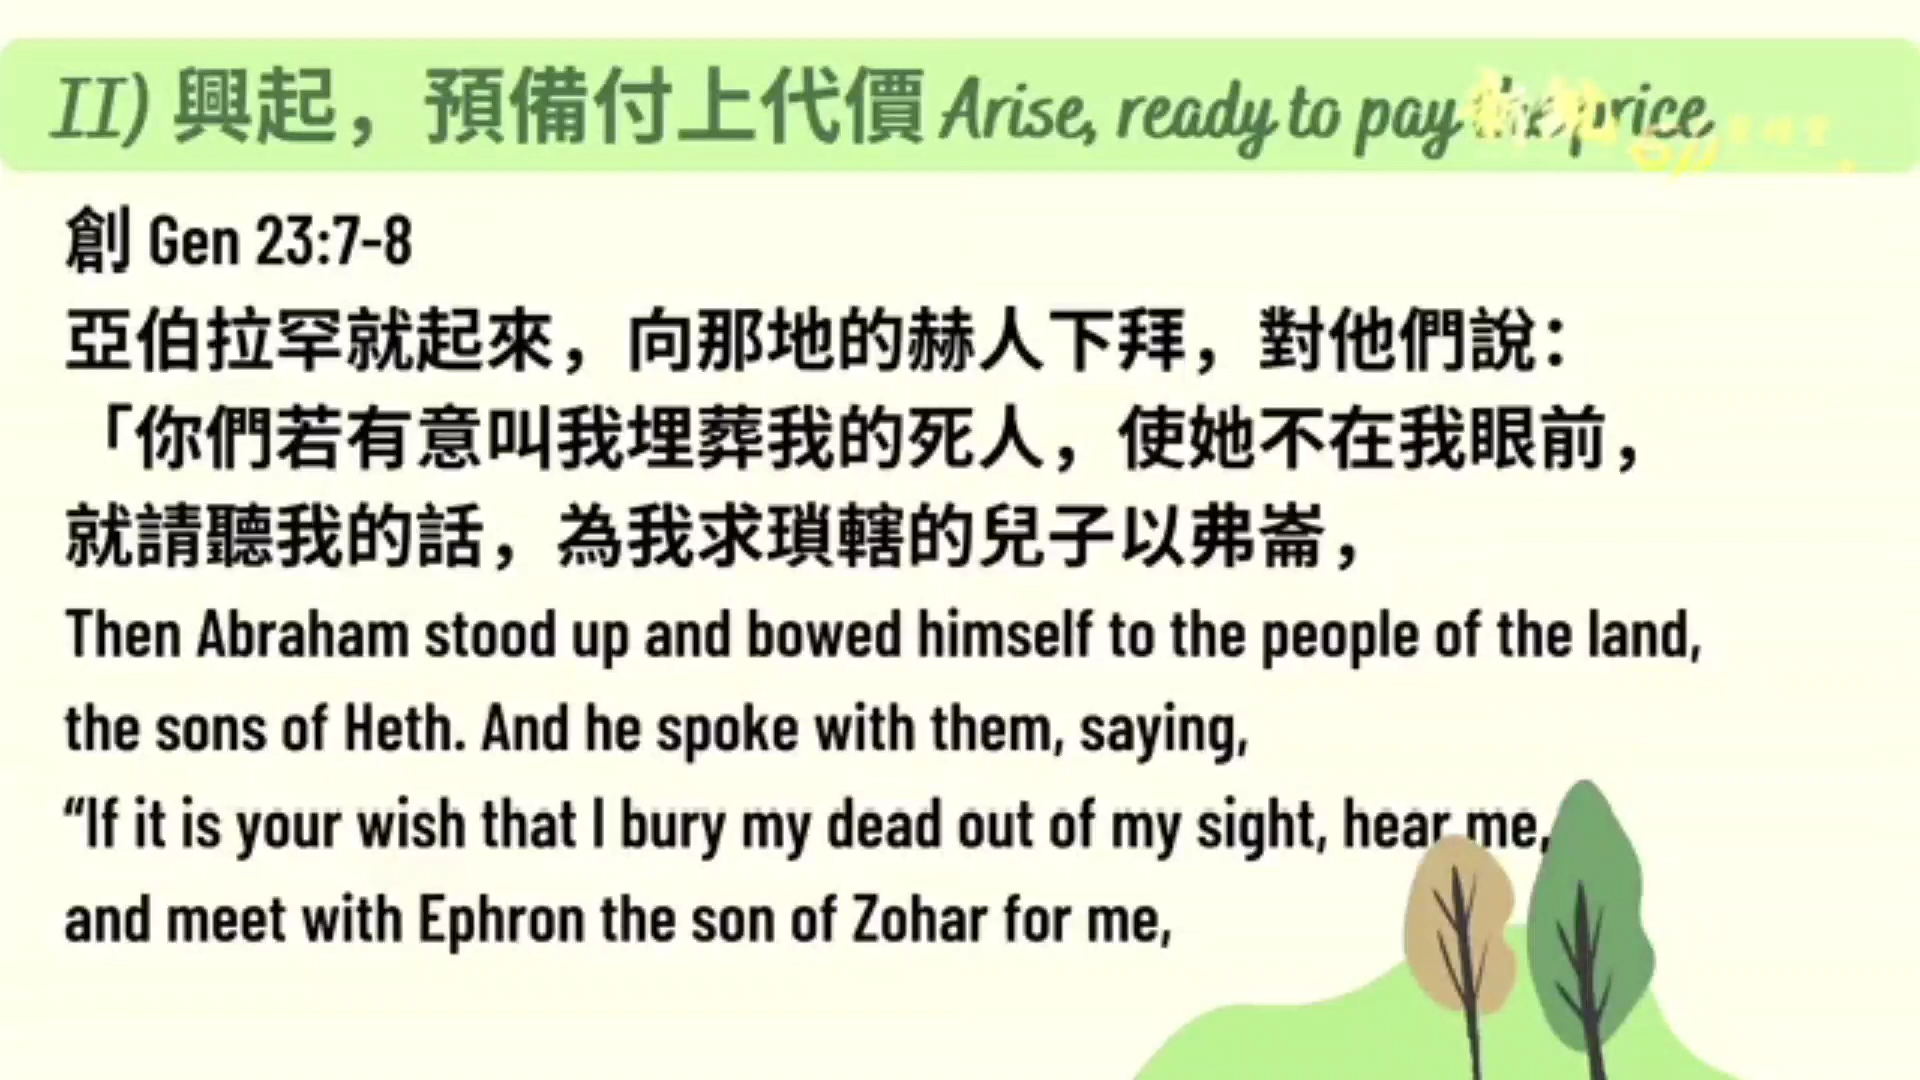 II) 興起，預備付上代價 Arise, ready to pay the price
創 Gen 23:7-8
亞伯拉罕就起來，向那地的赫人下拜，對他們說：
「你們若有意叫我埋葬我的死人，使她不在我眼前，
就請聽我的話，為我求瑣轄的兒子以弗崙，
Then Abraham stood up and bowed himself to the people of the land,
the sons of Heth. And he spoke with them, saying,
“If it is your wish that I bury my dead out of my sight, hear me,
and meet with Ephron the son of Zohar for me,